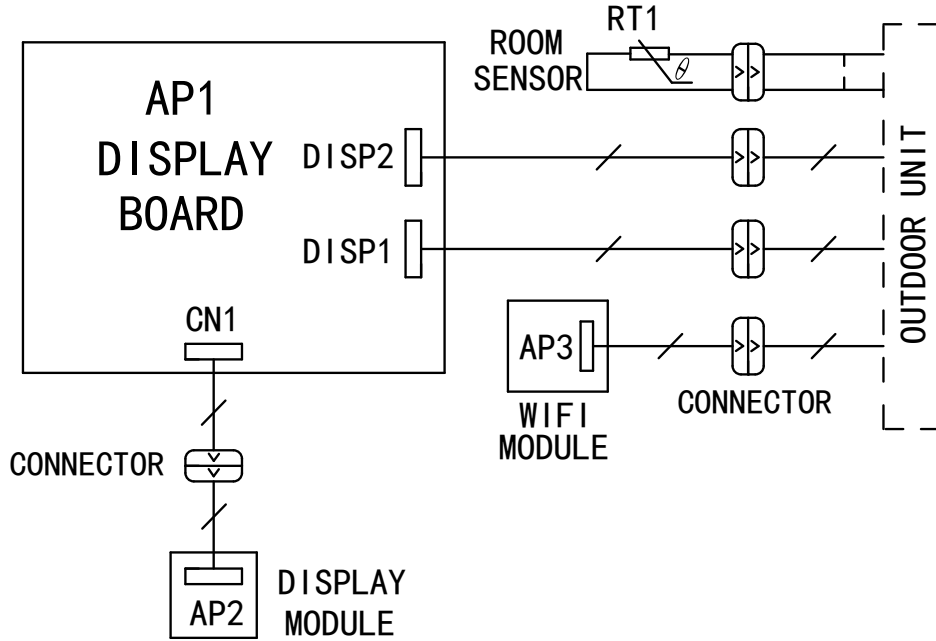 RT1
ROOM
SENSOR
θ
AP1
DISPLAY
BOARD
DISP2
DISP1
CN1
OUTDOOR UNIT
AP3
WIFI
MODULE
CONNECTOR
CONNECTOR
AP2
DISPLAY
MODULE